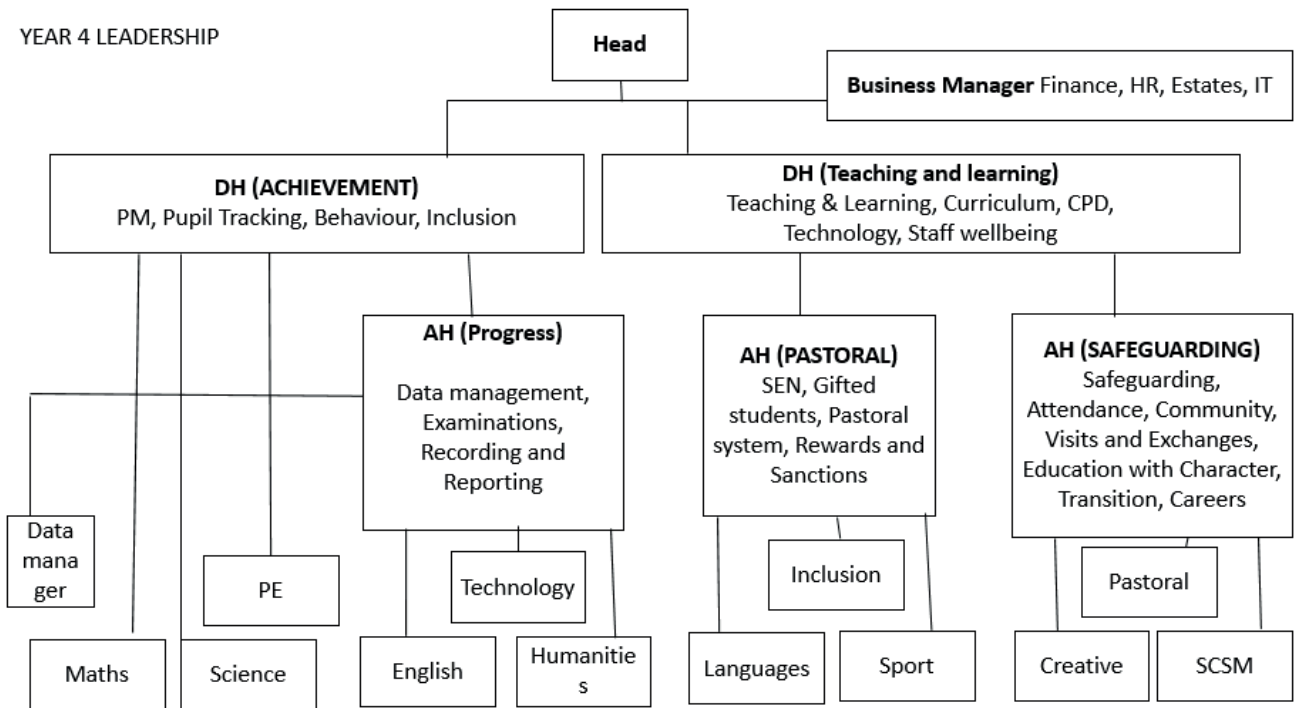 YEAR 4 LEADERSHIP
Head
Business Manager Finance, HR, Estates, IT
DH (ACHIEVEMENT)
PM, Pupil Tracking, Behaviour, Inclusion
DH (Teaching and learning)
Teaching & Learning, Curriculum, CPD,
Technology, Staff wellbeing
AH (Progress)
Data management,
Examinations,
Recording and
Reporting
AH (PASTORAL)
SEN, Gifted
students, Pastoral
system, Rewards and
Sanctions
AH (SAFEGUARDING)
Safeguarding,
Attendance, Community,
Visits and Exchanges,
Education with Character,
Transition, Careers
Data
mana
ger
PE
Technology
Inclusion
Pastoral
Maths
Science
English
Humanitie
s
Languages
Sport
Creative
SCSM